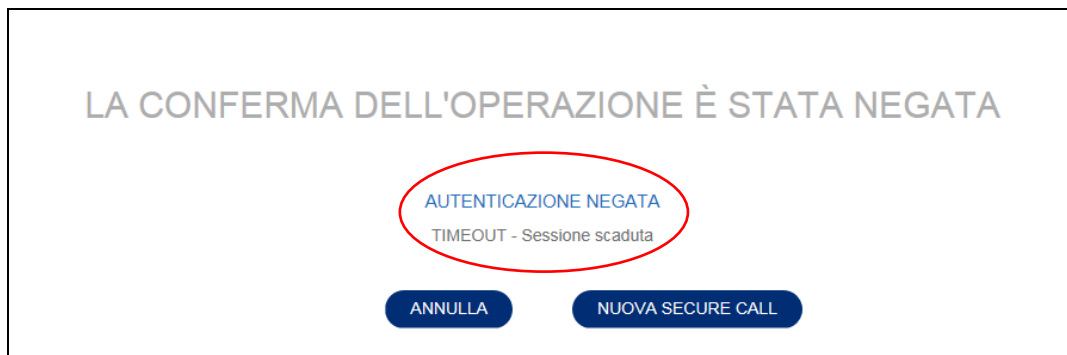 LA CONFERMA DELL'OPERAZIONE È STATA NEGATA
AUTENTICAZIONE NEGATA
TIMEOUT - Sessione scaduta
ANNULLA
NUOVA SECURE CALL